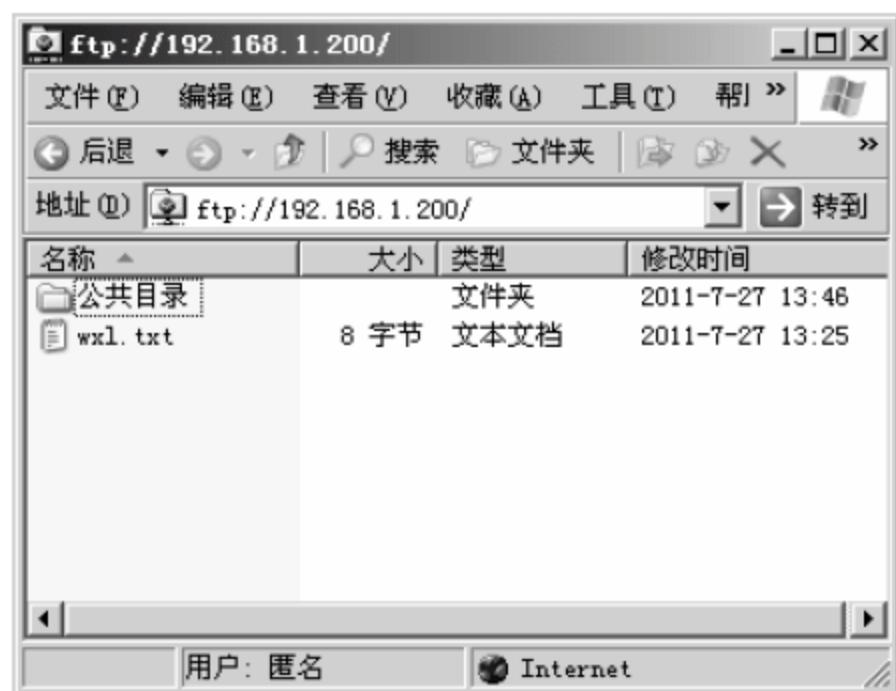 ftp://192.168.1.200/
文件(F) 编辑(E) 查看(V) 收藏(A) 工具(T) 帮 »
后退 搜索 文件夹 »
地址(D) ftp://192.168.1.200/ 转到
名称 大小 类型 修改时间
公共目录 文件夹 2011-7-27 13:46
wxl.txt 8 字节 文本文档 2011-7-27 13:25
用户: 匿名 Internet